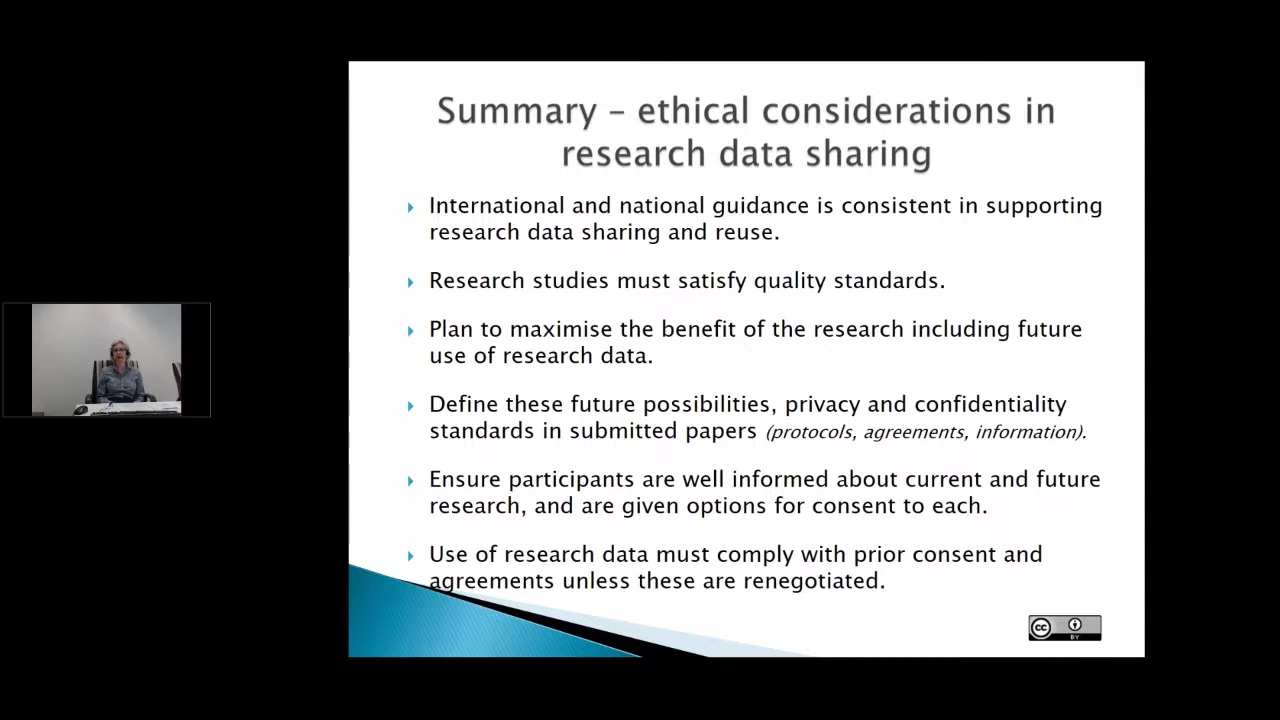 Summary – ethical considerations in
research data sharing
International and national guidance is consistent in supporting
research data sharing and reuse.
Research studies must satisfy quality standards.
Plan to maximise the benefit of the research including future
use of research data.
Define these future possibilities, privacy and confidentiality
standards in submitted papers (protocols, agreements, information).
Ensure participants are well informed about current and future
research, and are given options for consent to each.
Use of research data must comply with prior consent and
agreements unless these are renegotiated.
cc
BY